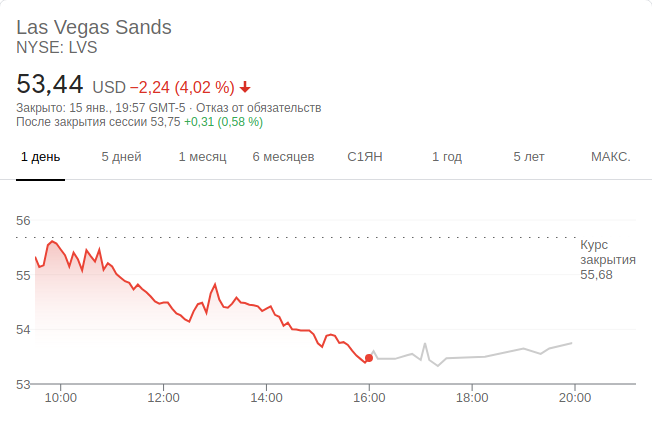 Las Vegas Sands
NYSE: LVS
53,44 USD −2,24 (4,02 %)
Закрыто: 15 янв., 19:57 GMT-5 · Отказ от обязательств
После закрытия сессии 53,75 +0,31 (0,58 %)
1 день 5 дней 1 месяц 6 месяцев С1ЯН 1 год 5 лет МАКС.
56
Курс
закрытия
55,68
55
54
53
10:00 12:00 14:00 16:00 18:00 20:00